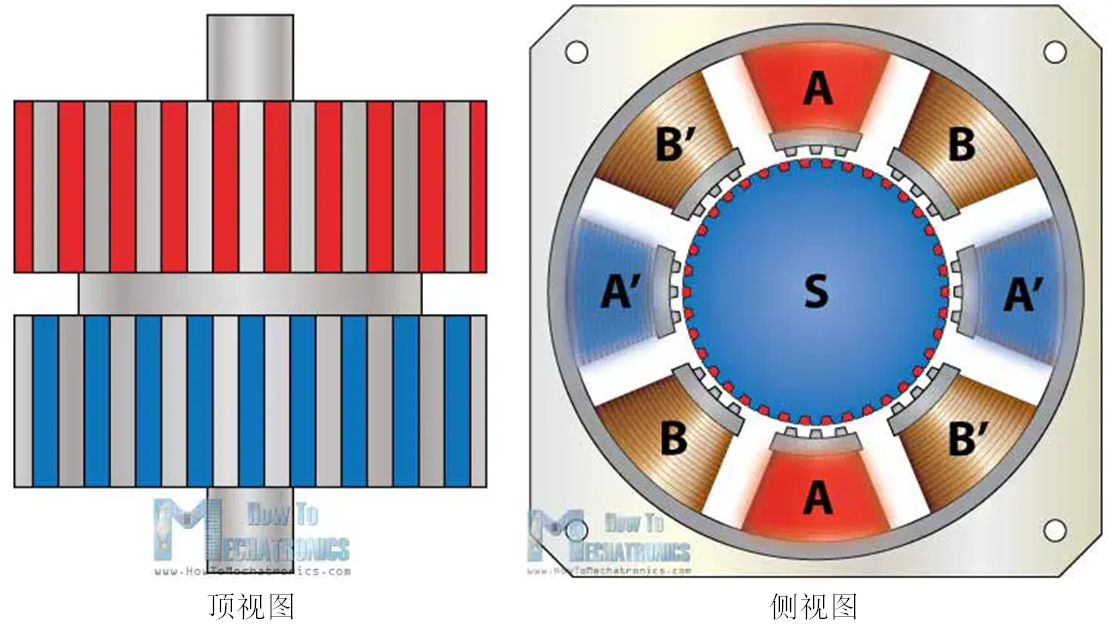 A
B'
B
A'
S
A'
B
B'
A
How To
MECHATRONICS
www.HowToMechatronics.com
How To
MECHATRONICS
www.HowToMechatronics.com
顶视图
侧视图